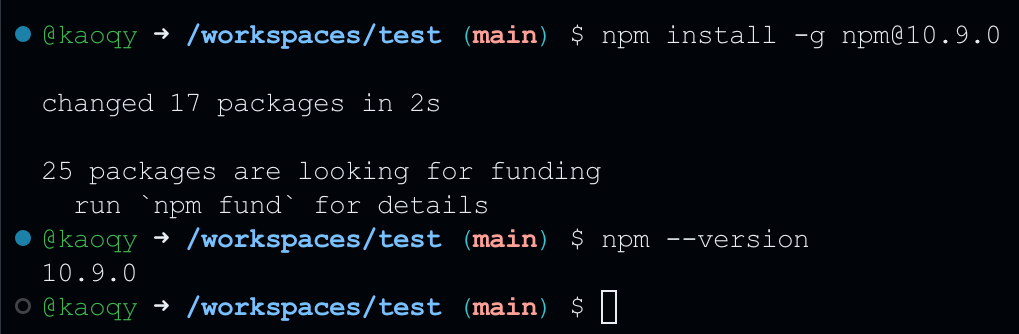 @kaoqy ➜ /workspaces/test (main) $ npm install -g npm@10.9.0
changed 17 packages in 2s
25 packages are looking for funding
  run `npm fund` for details
@kaoqy ➜ /workspaces/test (main) $ npm --version
10.9.0
@kaoqy ➜ /workspaces/test (main) $